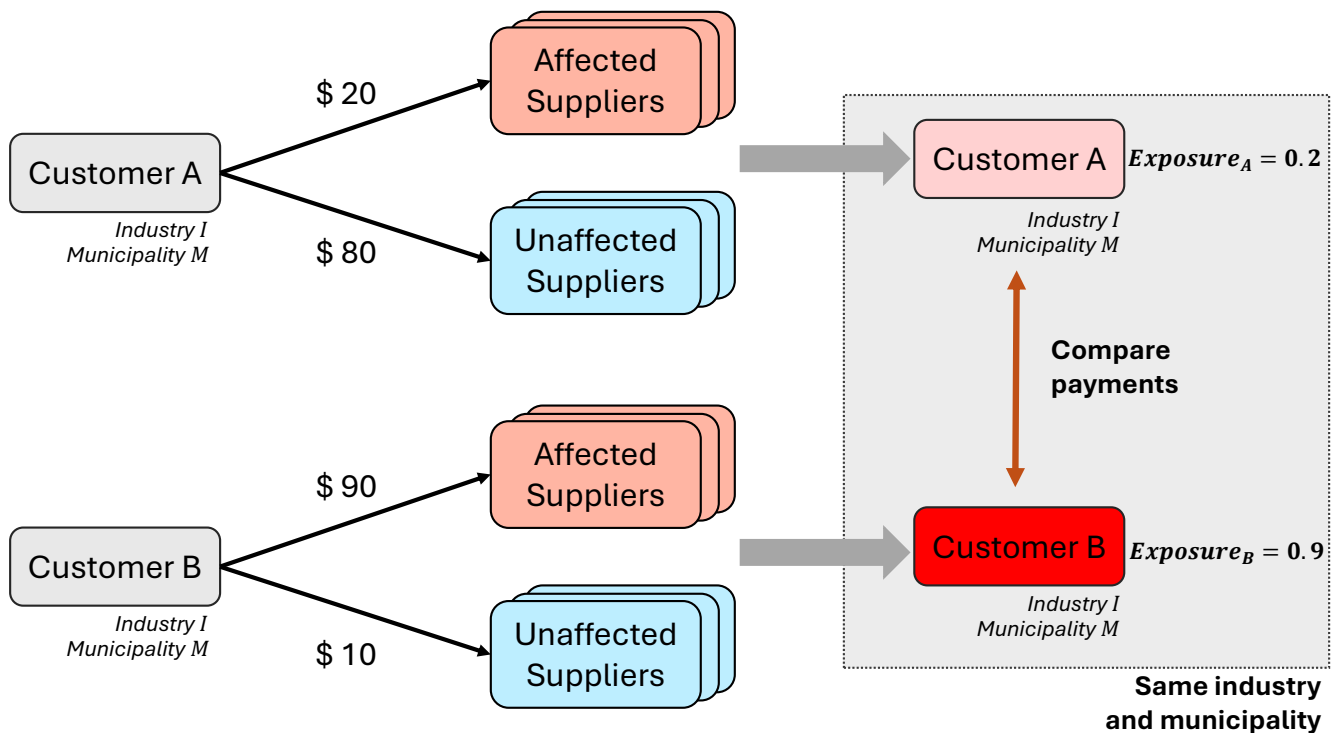 Affected
Suppliers
$ 20
Customer A
Industry I
Municipality M
$ 80
Unaffected
Suppliers
Customer A
Exposure_A = 0.2
Industry I
Municipality M
Compare
payments
Affected
Suppliers
$ 90
Customer B
Industry I
Municipality M
$ 10
Unaffected
Suppliers
Customer B
Exposure_B = 0.9
Industry I
Municipality M
Same industry
and municipality